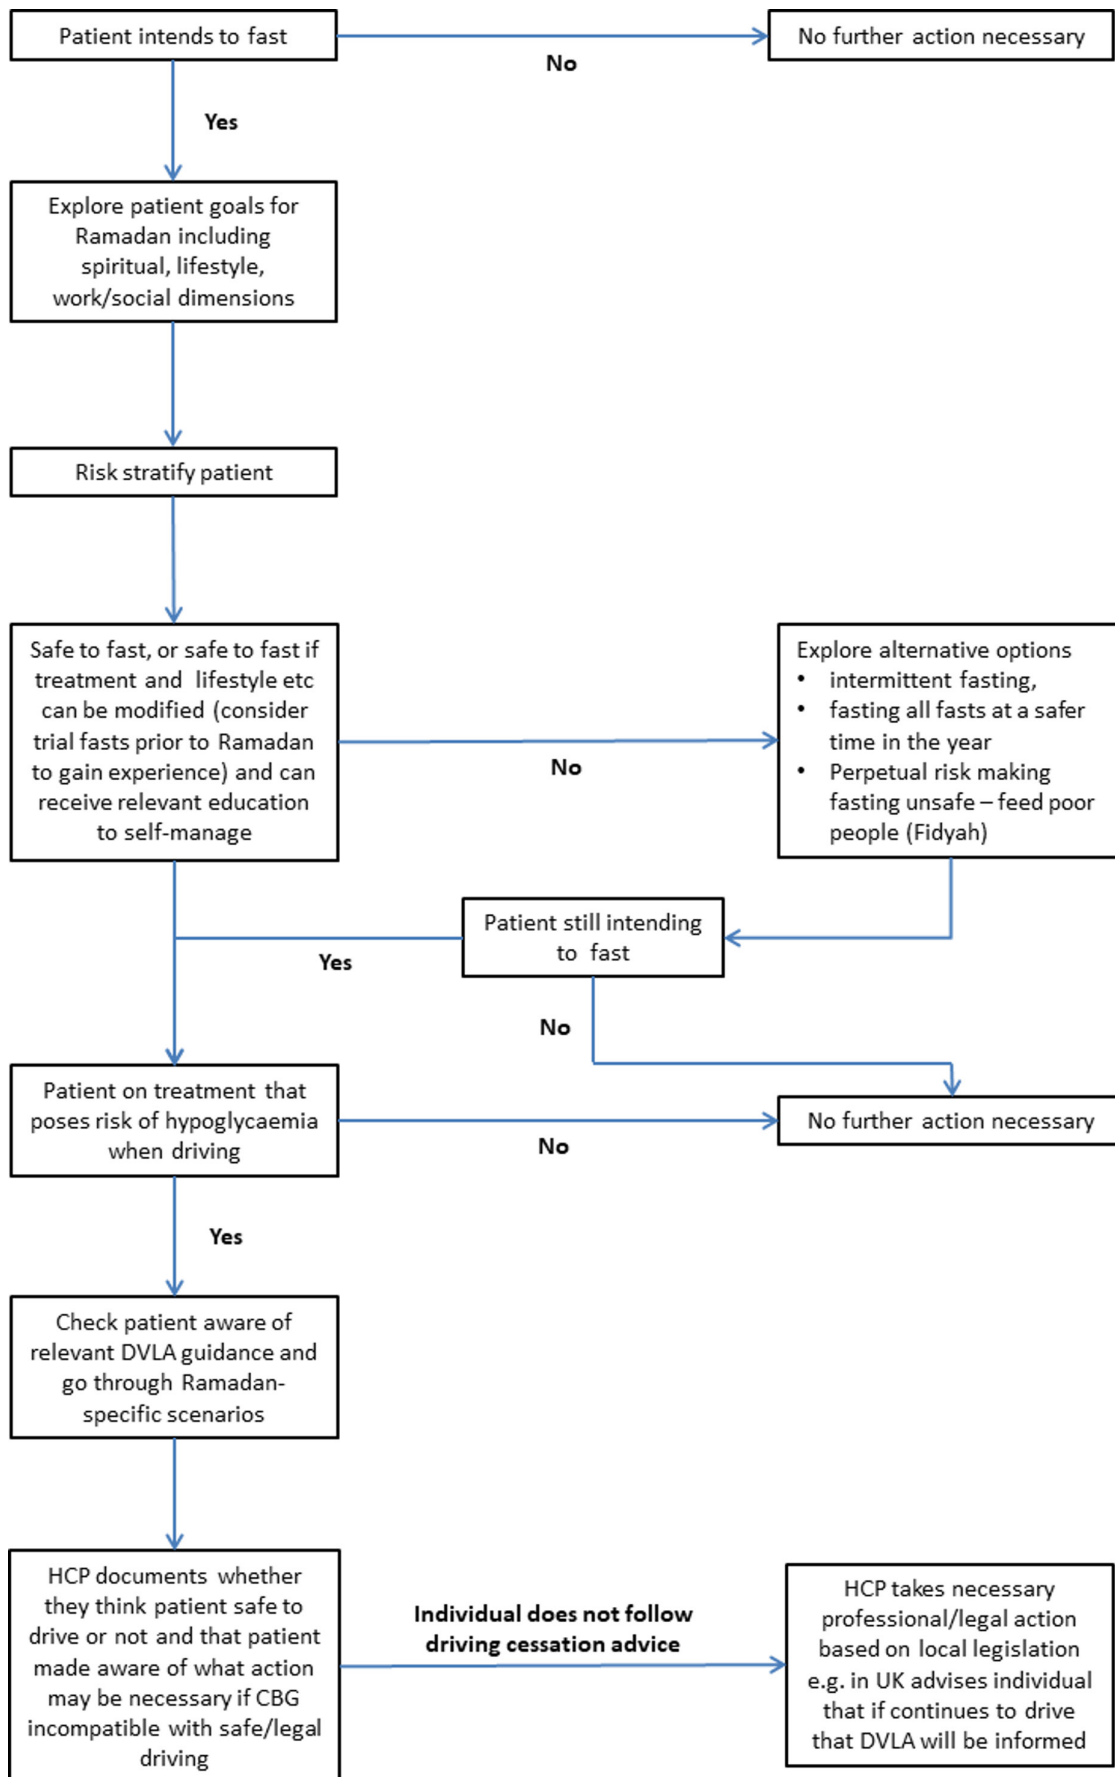 Patient intends to fast
No further action necessary
No
Yes
Explore patient goals for
Ramadan including
spiritual, lifestyle,
work/social dimensions
Risk stratify patient
Safe to fast, or safe to fast if
treatment and lifestyle etc
can be modified (consider
trial fasts prior to Ramadan
to gain experience) and can
receive relevant education
to self-manage
No
Explore alternative options
• intermittent fasting,
• fasting all fasts at a safer
time in the year
• Perpetual risk making
fasting unsafe – feed poor
people (Fidyah)
Patient still intending
to fast
Yes
No
Patient on treatment that
poses risk of hypoglycaemia
when driving
No
No further action necessary
Yes
Check patient aware of
relevant DVLA guidance and
go through Ramadan-
specific scenarios
HCP documents whether
they think patient safe to
drive or not and that patient
made aware of what action
may be necessary if CBG
incompatible with safe/legal
driving
Individual does not follow
driving cessation advice
HCP takes necessary
professional/legal action
based on local legislation
e.g. in UK advises individual
that if continues to drive
that DVLA will be informed